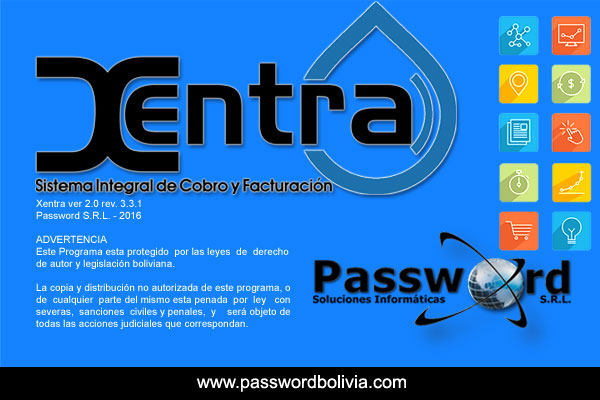 Xentra
Sistema Integral de Cobro y Facturación
Xentra ver 2.0 rev. 3.3.1
Password S.R.L. - 2016
ADVERTENCIA
Este Programa esta protegido por las leyes de derecho
de autor y legislación boliviana.
La copia y distribución no autorizada de este programa, o
de cualquier parte del mismo esta penada por ley con
severas, sanciones civiles y penales, y será objeto de
todas las acciones judiciales que correspondan.
$
Password
Soluciones Informáticas
S.R.L.
www.passwordbolivia.com